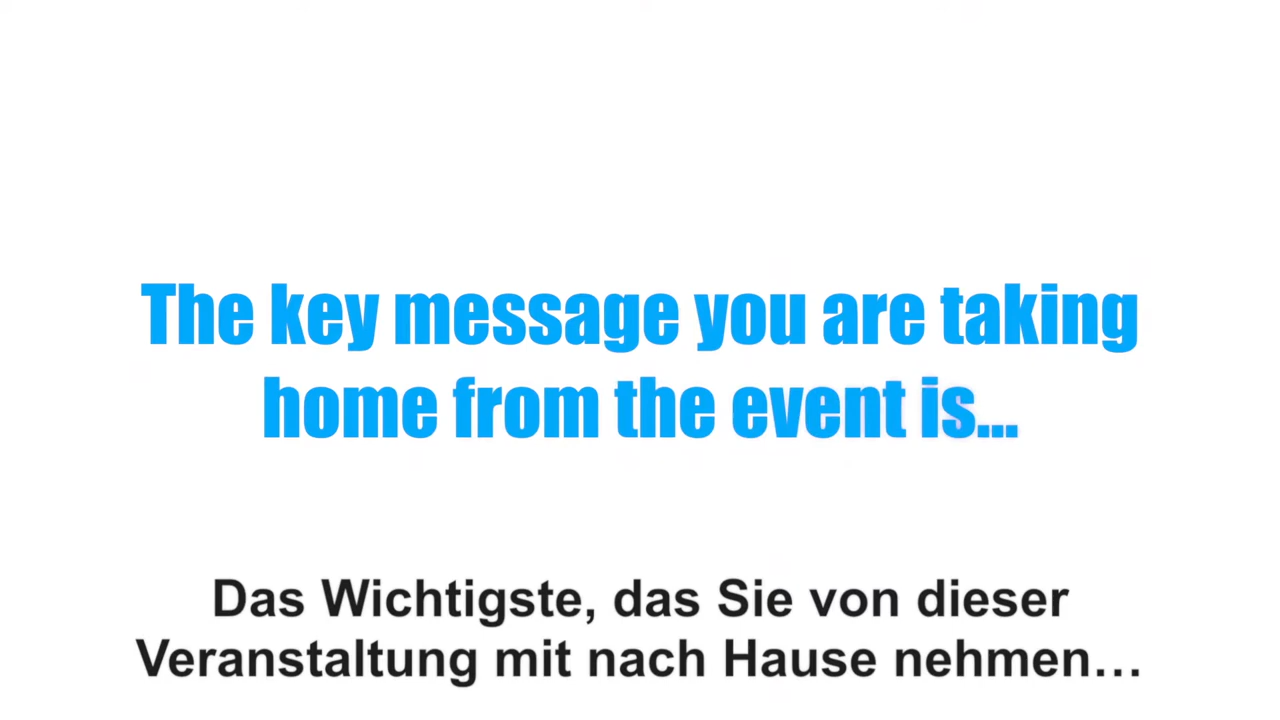 The key message you are taking
home from the event is...
Das Wichtigste, das Sie von dieser
Veranstaltung mit nach Hause nehmen…